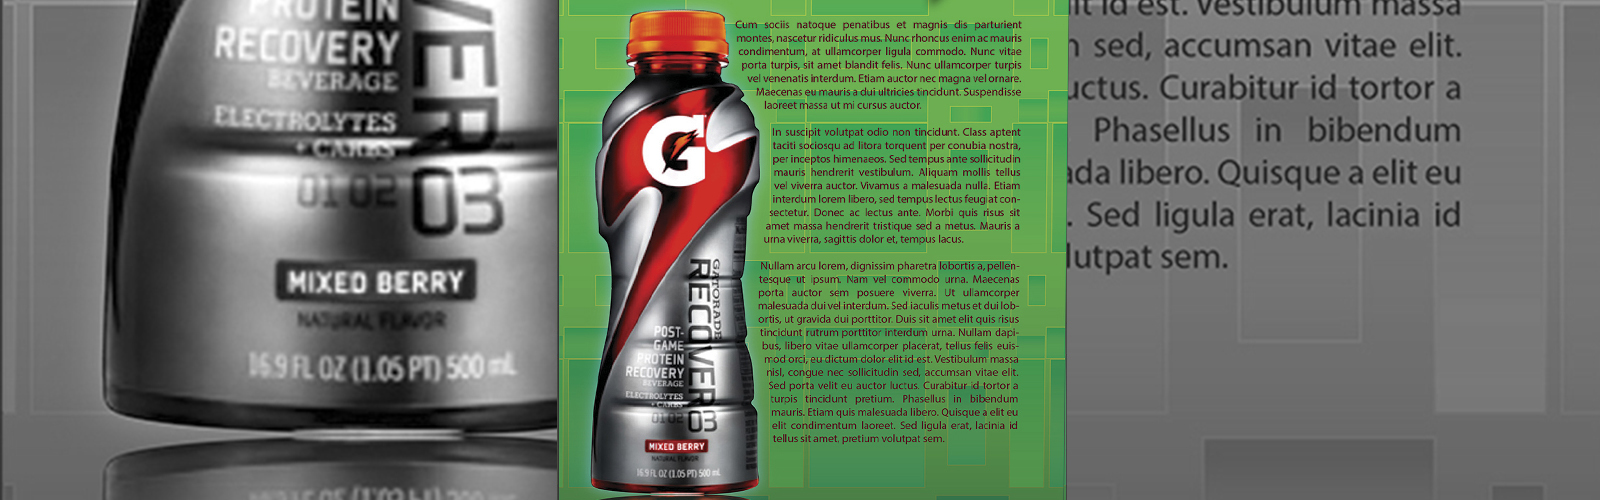 PROTEIN
RECOVERY
BEVERAGE
ELECTROLYTES
+ CARBS
01 02 03
VER
MIXED BERRY
NATURAL FLAVOR
16.9 FL OZ (1.05 PT) 500 mL
G
GATORADE
RECOVER 03
POST-
GAME
PROTEIN
RECOVERY
BEVERAGE
ELECTROLYTES
+ CARBS
01 02
MIXED BERRY
NATURAL FLAVOR
16.9 FL OZ (1.05 PT) 500 mL
Cum sociis natoque penatibus et magnis dis parturient
montes, nascetur ridiculus mus. Nunc rhoncus enim ac mauris
condimentum, at ullamcorper ligula commodo. Nunc vitae
porta turpis, sit amet blandit felis. Nunc ullamcorper turpis
vel venenatis interdum. Etiam auctor nec magna vel ornare.
Maecenas eu mauris a dui ultricies tincidunt. Suspendisse
laoreet massa ut mi cursus auctor.
In suscipit volutpat odio non tincidunt. Class aptent
taciti sociosqu ad litora torquent per conubia nostra,
per inceptos himenaeos. Sed tempus ante sollicitudin
mauris hendrerit vestibulum. Aliquam mollis tellus
vel viverra auctor. Vivamus a malesuada nulla. Etiam
interdum lorem libero, sed tempus lectus feugiat con-
sectetur. Donec ac lectus ante. Morbi quis risus sit
amet massa hendrerit tristique sed a metus. Mauris a
urna viverra, sagittis dolor et, tempus lacus.
Nullam arcu lorem, dignissim pharetra lobortis a, pellen-
tesque ut ipsum. Nam vel commodo urna. Maecenas
porta auctor sem posuere viverra. Ut ullamcorper
malesuada dui vel interdum. Sed iaculis metus et dui lob-
ortis, ut gravida dui porttitor. Duis sit amet elit quis risus
tincidunt rutrum porttitor interdum urna. Nullam dapi-
bus, libero vitae ullamcorper placerat, tellus felis euis-
mod orci, eu dictum dolor elit id est. Vestibulum massa
nisl, congue nec sollicitudin sed, accumsan vitae elit.
Sed porta velit eu auctor luctus. Curabitur id tortor a
turpis tincidunt pretium. Phasellus in bibendum
mauris. Etiam quis malesuada libero. Quisque a elit eu
elit condimentum laoreet. Sed ligula erat, lacinia id
tellus sit amet, pretium volutpat sem.
it id est. Vestibulum massa
n sed, accumsan vitae elit.
uctus. Curabitur id tortor a
Phasellus in bibendum
ada libero. Quisque a elit eu
. Sed ligula erat, lacinia id
lutpat sem.